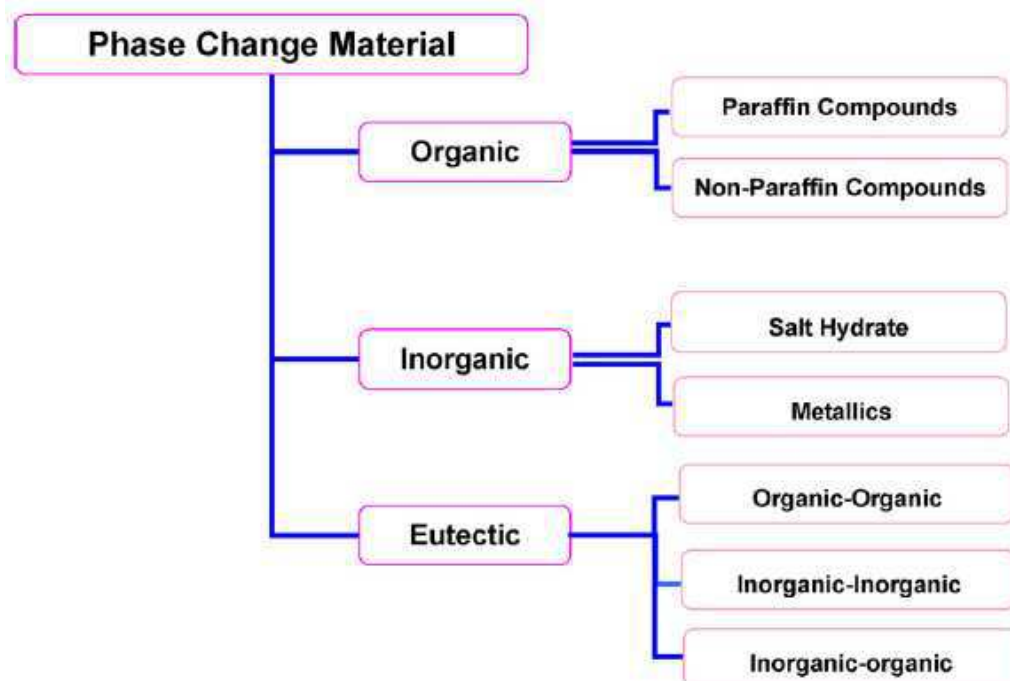 Phase Change Material
Organic
Paraffin Compounds
Non-Paraffin Compounds
Inorganic
Salt Hydrate
Metallics
Eutectic
Organic-Organic
Inorganic-Inorganic
Inorganic-organic